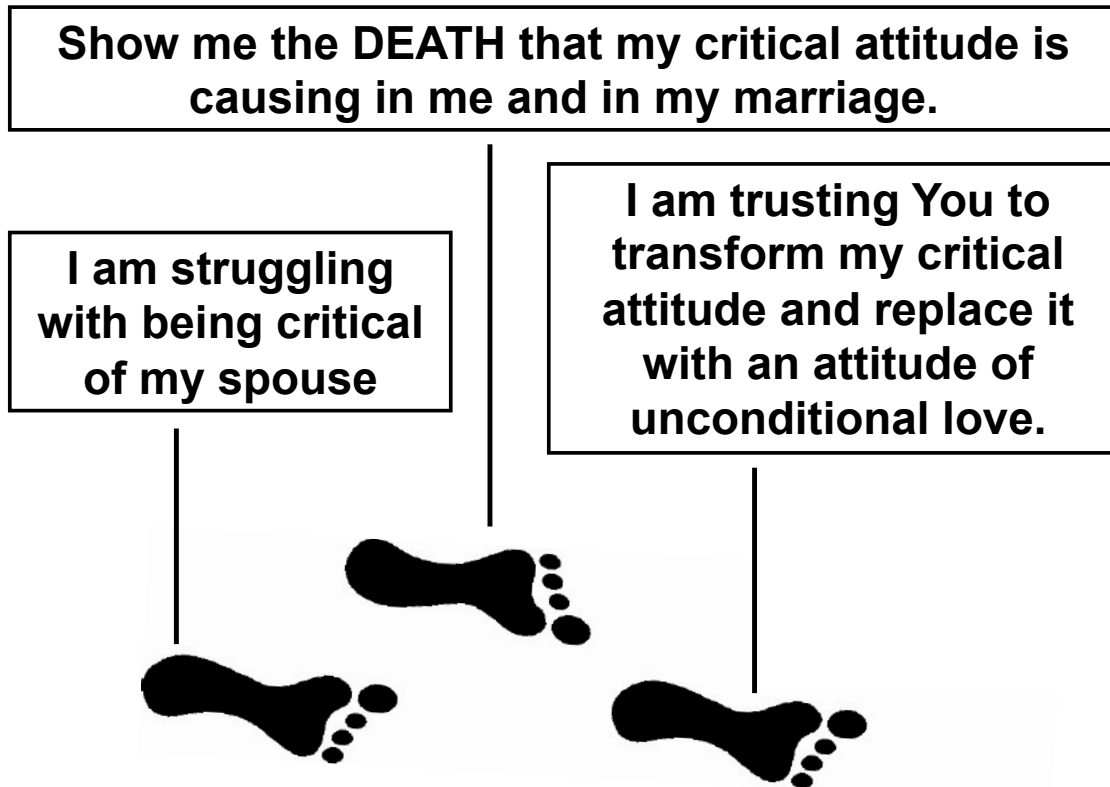 Show me the DEATH that my critical attitude is
causing in me and in my marriage.
I am struggling
with being critical
of my spouse
I am trusting You to
transform my critical
attitude and replace it
with an attitude of
unconditional love.